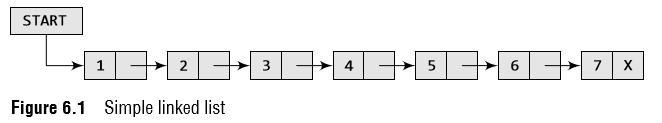 START
1 2 3 4 5 6 7 X
Figure 6.1 Simple linked list